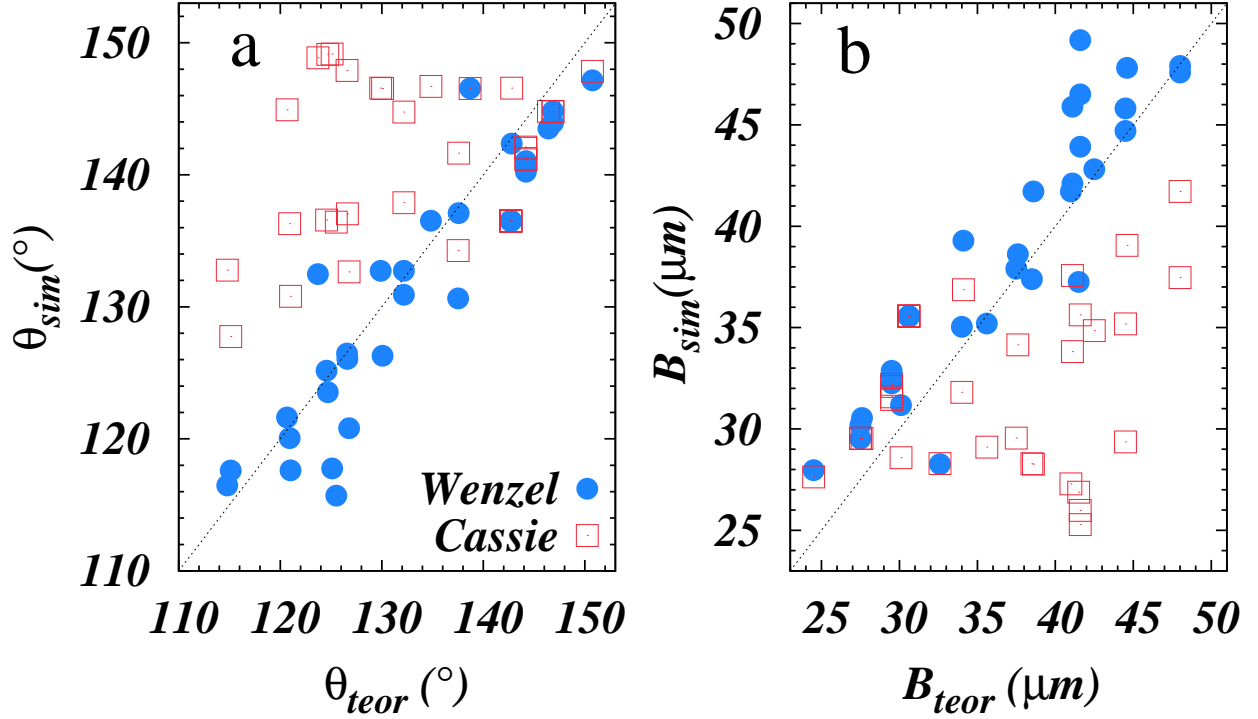 a
150
140
130
120
110
θsim(°)
Wenzel
Cassie
110 120 130 140 150
θteor (°)
b
50
45
40
35
30
25
Bsim(μm)
25 30 35 40 45 50
Bteor (μm)